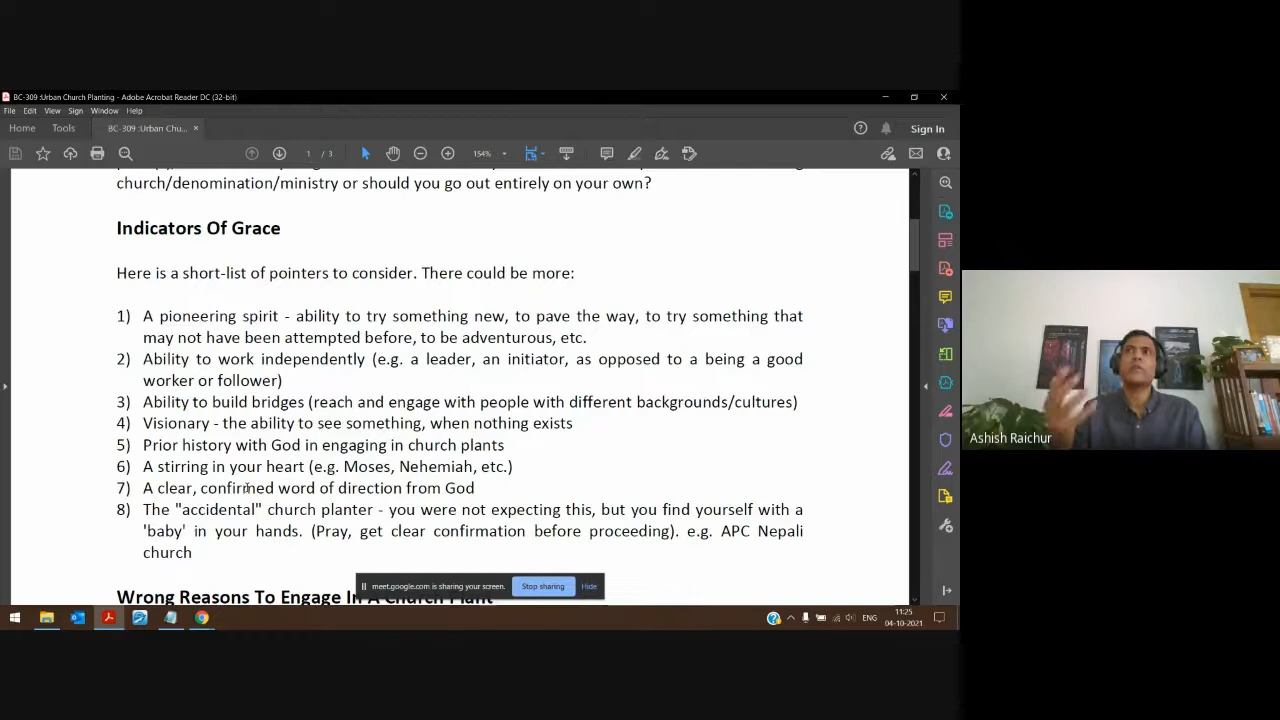 BC-309 :Urban Church Planting - Adobe Acrobat Reader DC (32-bit)
File Edit View Sign Window Help
Home Tools BC-309 :Urban Chu... × Sign In
1 / 3 154%
church/denomination/ministry or should you go out entirely on your own?
Indicators Of Grace
Here is a short-list of pointers to consider. There could be more:
1) A pioneering spirit - ability to try something new, to pave the way, to try something that
may not have been attempted before, to be adventurous, etc.
2) Ability to work independently (e.g. a leader, an initiator, as opposed to a being a good
worker or follower)
3) Ability to build bridges (reach and engage with people with different backgrounds/cultures)
4) Visionary - the ability to see something, when nothing exists
5) Prior history with God in engaging in church plants
6) A stirring in your heart (e.g. Moses, Nehemiah, etc.)
7) A clear, confirmed word of direction from God
8) The "accidental" church planter - you were not expecting this, but you find yourself with a
'baby' in your hands. (Pray, get clear confirmation before proceeding). e.g. APC Nepali
church
meet.google.com is sharing your screen. Stop sharing Hide
Wrong Reasons To Engage In A Church Plant
ENG 11:25
04-10-2021
Ashish Raichur